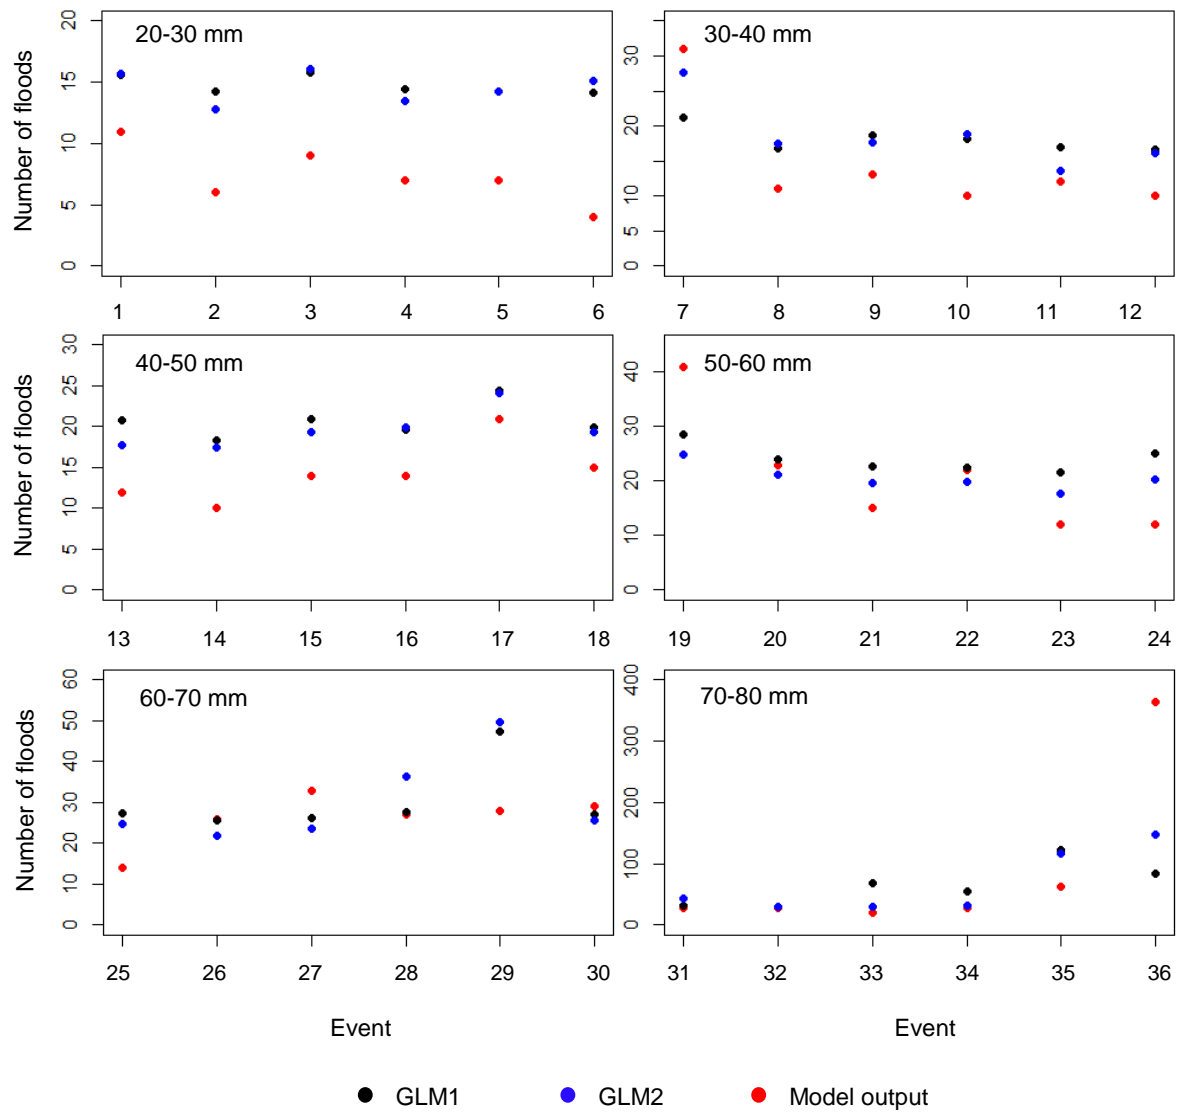 20-30 mm
Number of floods
0 5 10 15 20
1 2 3 4 5 6
30-40 mm
0 5 10 20 30
7 8 9 10 11 12
40-50 mm
Number of floods
0 5 10 15 20 25 30
13 14 15 16 17 18
50-60 mm
0 10 20 30 40
19 20 21 22 23 24
60-70 mm
Number of floods
0 10 20 30 40 50 60
25 26 27 28 29 30
Event
70-80 mm
0 100 200 300 400
31 32 33 34 35 36
Event
GLM1 GLM2 Model output